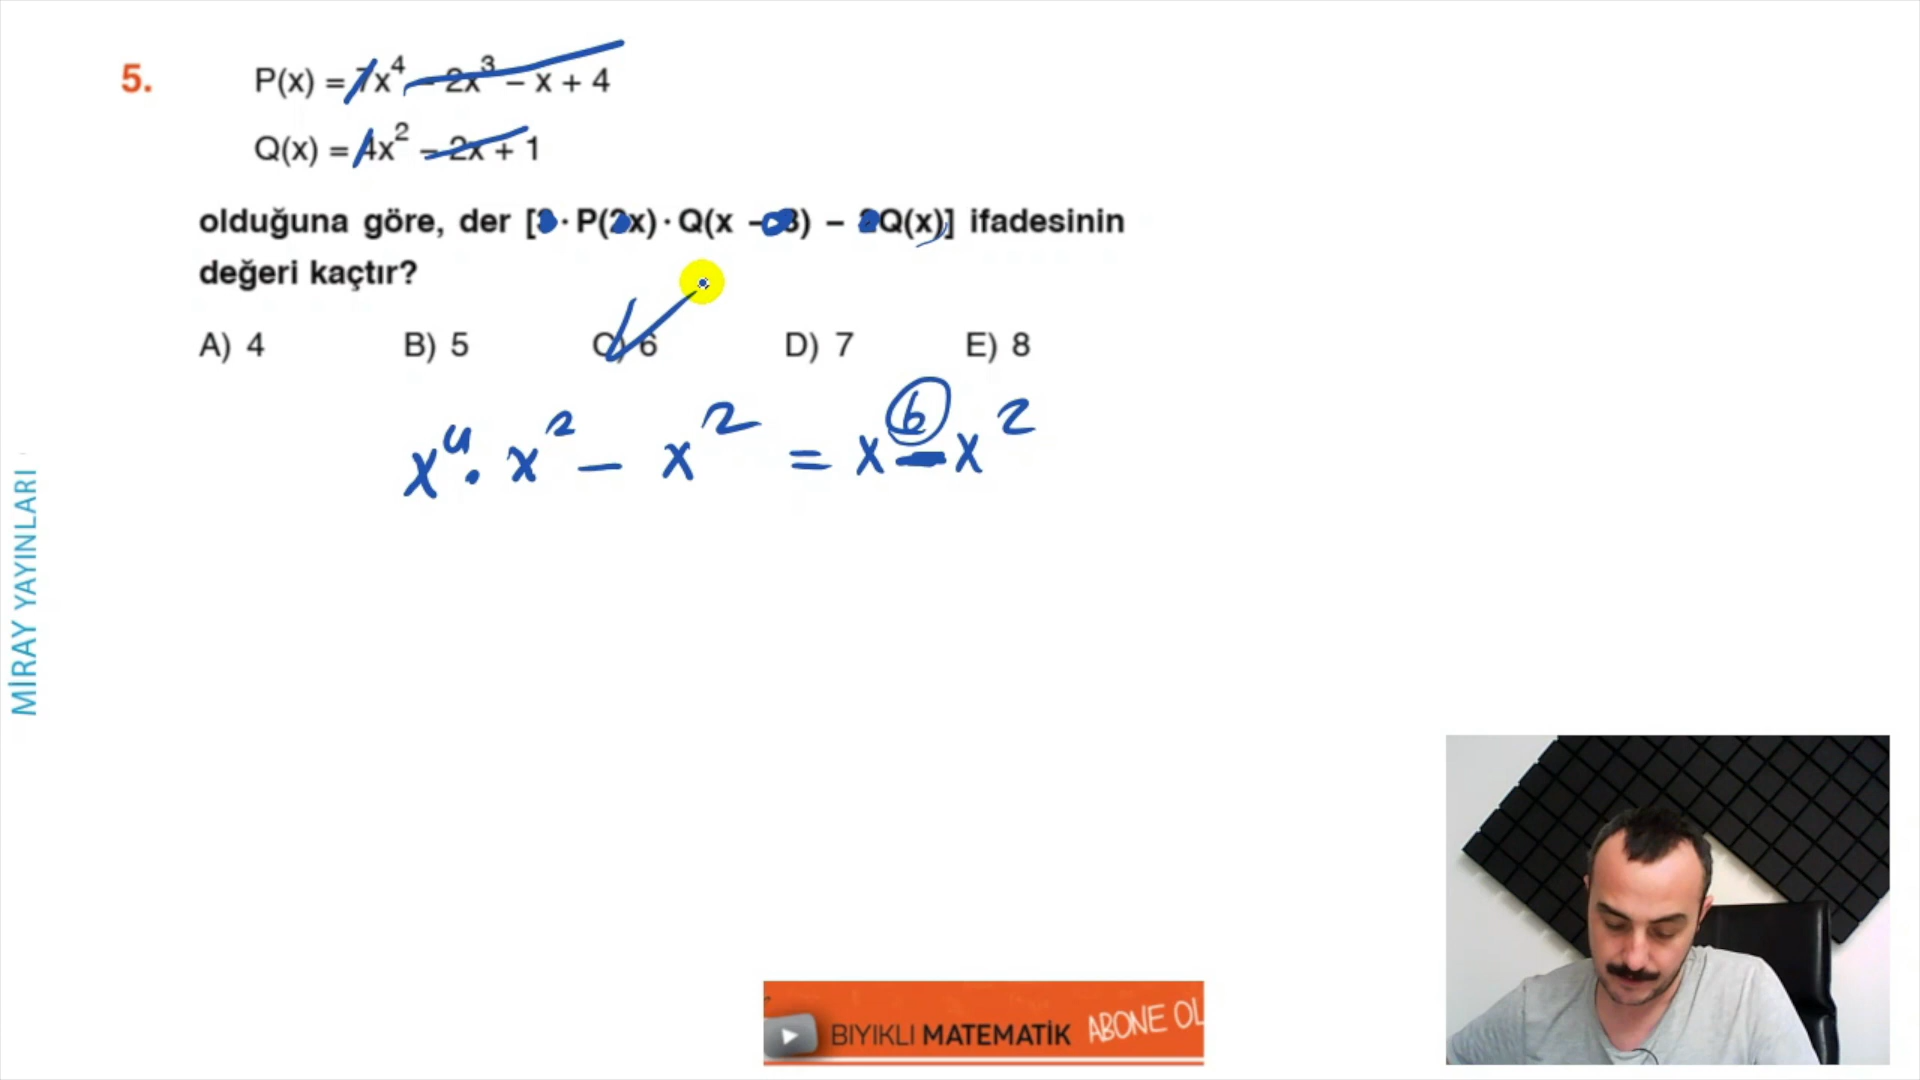 5. P(x) = 7x⁴ – 2x³ – x + 4
Q(x) = 4x² – 2x + 1
olduğuna göre, der [3 · P(2x) · Q(x – 3) – 2Q(x)] ifadesinin
değeri kaçtır?
A) 4 B) 5 C) 6 D) 7 E) 8
x⁴ · x² – x² = x⁶ – x²
MİRAY YAYINLARI
BIYIKLI MATEMATİK ABONE OL